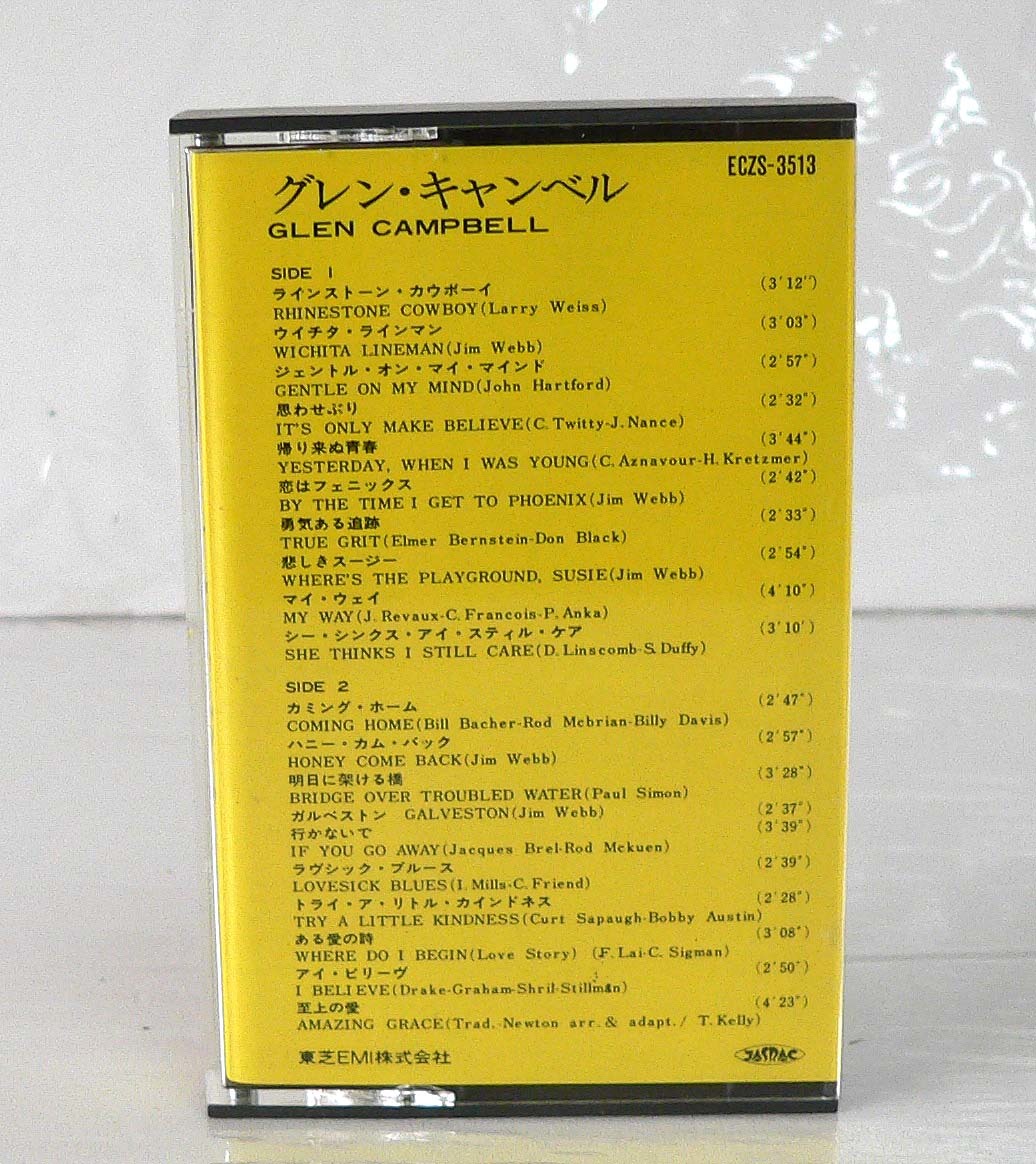 ECZS-3513
グレン・キャンベル
GLEN CAMPBELL
SIDE 1
ラインストーン・カウボーイ (3'12'')
RHINESTONE COWBOY(Larry Weiss)
ウイチタ・ラインマン (3'03")
WICHITA LINEMAN(Jim Webb)
ジェントル・オン・マイ・マインド (2'57")
GENTLE ON MY MIND(John Hartford)
思わせぶり (2'32")
IT'S ONLY MAKE BELIEVE(C. Twitty-J. Nance)
帰り来ぬ青春 (3'44")
YESTERDAY, WHEN I WAS YOUNG(C. Aznavour-H. Kretzmer)
恋はフェニックス (2'42")
BY THE TIME I GET TO PHOENIX(Jim Webb)
勇気ある追跡 (2'33")
TRUE GRIT(Elmer Bernstein-Don Black)
悲しきスージー (2'54")
WHERE'S THE PLAYGROUND, SUSIE(Jim Webb)
マイ・ウェイ (4'10")
MY WAY(J. Revaux-C. Francois-P. Anka)
シー・シンクス・アイ・スティル・ケア (3'10')
SHE THINKS I STILL CARE(D. Linscomb-S. Duffy)
SIDE 2
カミング・ホーム (2'47")
COMING HOME(Bill Bacher-Rod Mcbrian-Billy Davis)
ハニー・カム・バック (2'57")
HONEY COME BACK(Jim Webb)
明日に架ける橋 (3'28")
BRIDGE OVER TROUBLED WATER(Paul Simon)
ガルベストン GALVESTON(Jim Webb) (2'37")
行かないで (3'39")
IF YOU GO AWAY(Jacques Brel-Rod Mckuen)
ラヴシック・ブルース (2'39")
LOVESICK BLUES(I. Mills-C. Friend)
トライ・ア・リトル・カインドネス (2'28")
TRY A LITTLE KINDNESS(Curt Sapaugh-Bobby Austin)
ある愛の詩 (3'08")
WHERE DO I BEGIN(Love Story) (F. Lai-C. Sigman)
アイ・ビリーヴ (2'50")
I BELIEVE(Drake-Graham-Shril-Stillman)
至上の愛 (4'23")
AMAZING GRACE(Trad.-Newton arr. & adapt. / T. Kelly)
東芝EMI株式会社
JASRAC